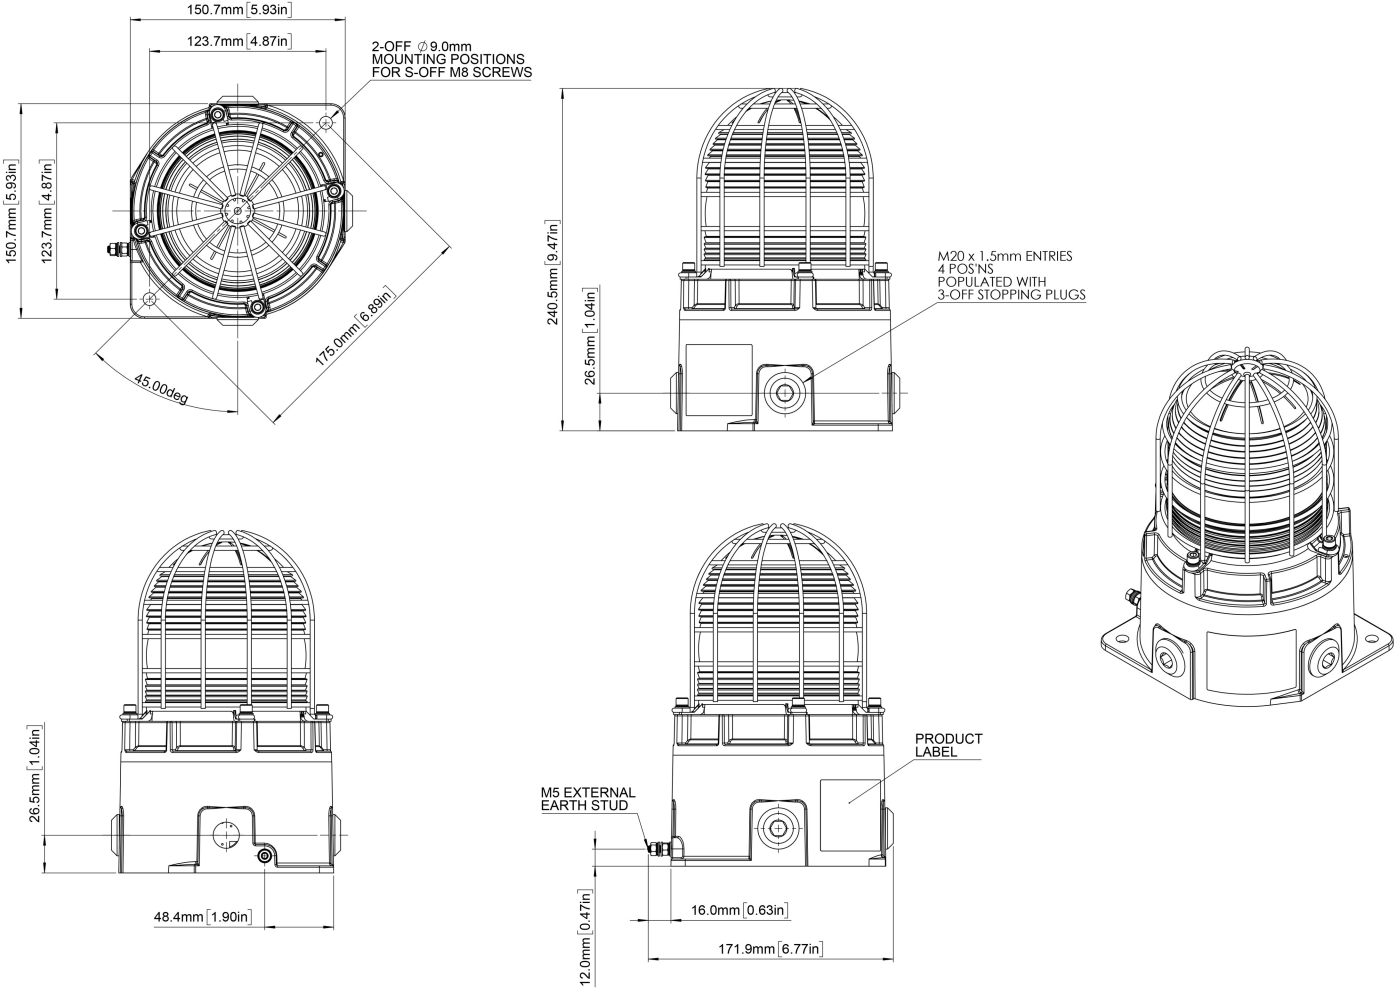 150.7mm[5.93in]
123.7mm[4.87in]
2-OFF ∅9.0mm
MOUNTING POSITIONS
FOR S-OFF M8 SCREWS
150.7mm[5.93in]
123.7mm[4.87in]
175.0mm[6.89in]
45.00deg
240.5mm[9.47in]
26.5mm[1.04in]
M20 x 1.5mm ENTRIES
4 POS'NS
POPULATED WITH
3-OFF STOPPING PLUGS
26.5mm[1.04in]
48.4mm[1.90in]
M5 EXTERNAL
EARTH STUD
PRODUCT
LABEL
12.0mm[0.47in]
16.0mm[0.63in]
171.9mm[6.77in]